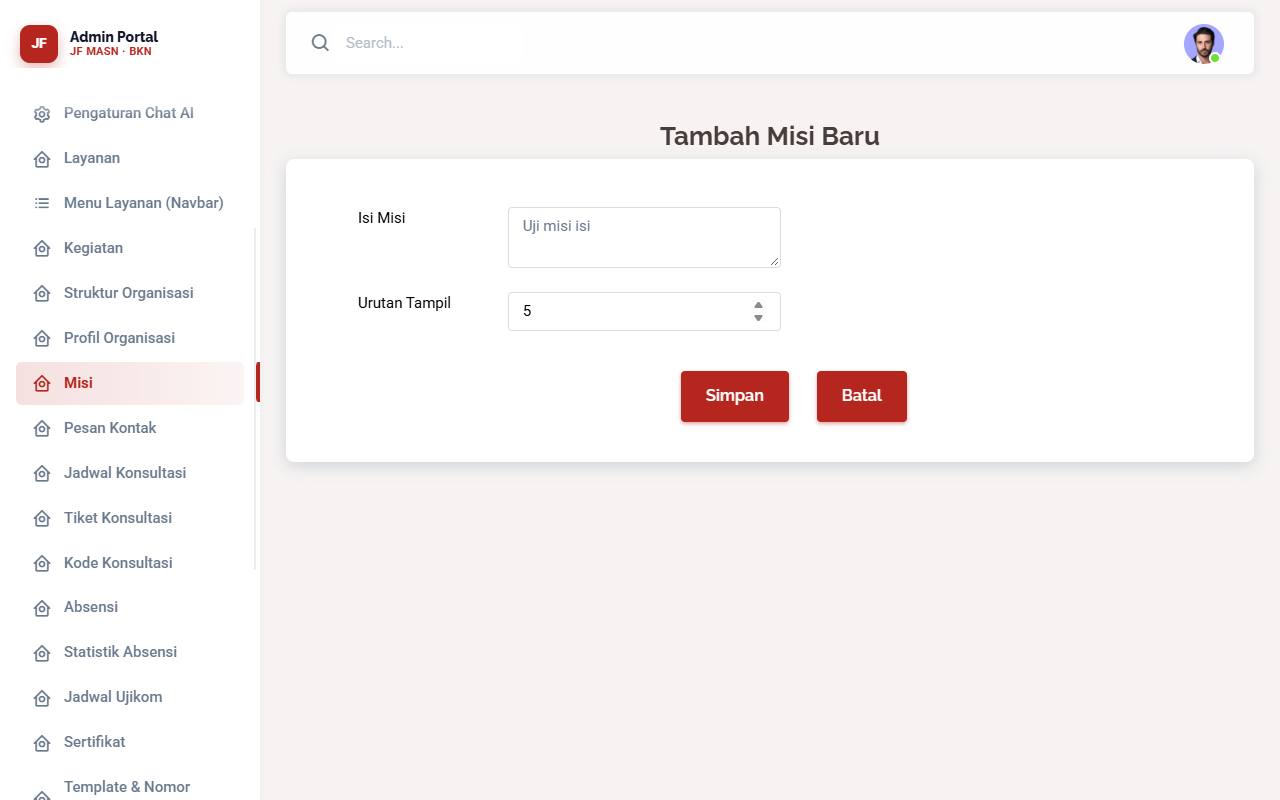 JF
Admin Portal
JF MASN · BKN
Search...
Pengaturan Chat AI
Layanan
Menu Layanan (Navbar)
Kegiatan
Struktur Organisasi
Profil Organisasi
Misi
Pesan Kontak
Jadwal Konsultasi
Tiket Konsultasi
Kode Konsultasi
Absensi
Statistik Absensi
Jadwal Ujikom
Sertifikat
Template & Nomor
Tambah Misi Baru
Isi Misi
Uji misi isi
Urutan Tampil
5
Simpan
Batal